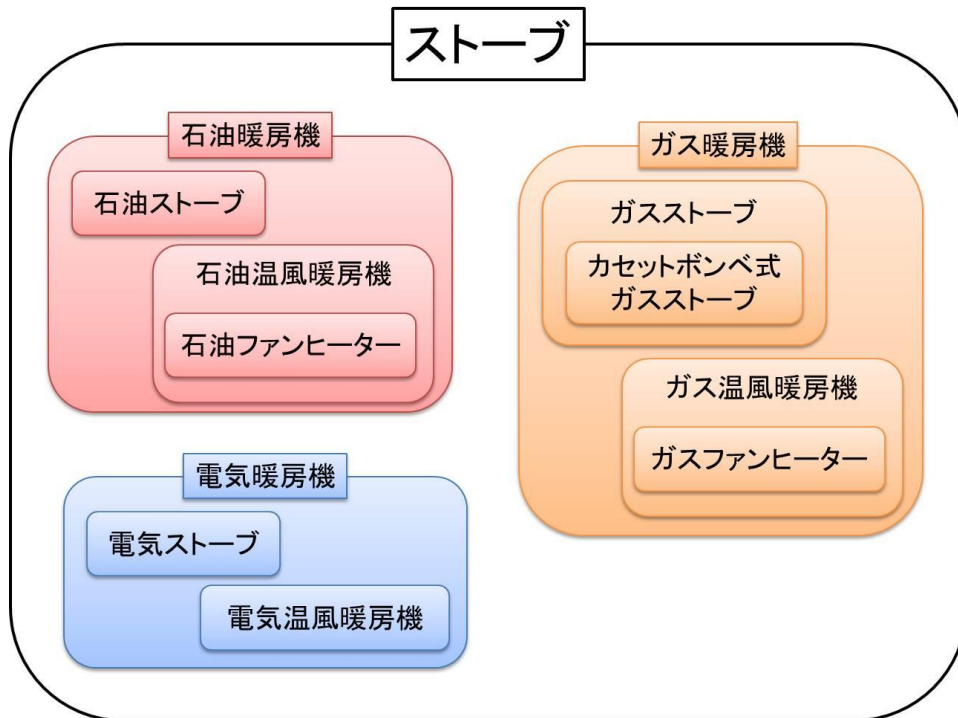 ストーブ
石油暖房機
石油ストーブ
石油温風暖房機
石油ファンヒーター
電気暖房機
電気ストーブ
電気温風暖房機
ガス暖房機
ガスストーブ
カセットボンベ式
ガスストーブ
ガス温風暖房機
ガスファンヒーター